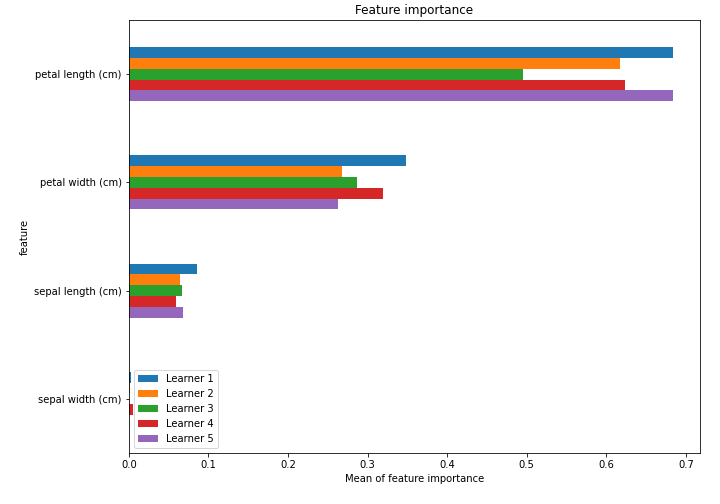 Feature importance
petal length (cm)
petal width (cm)
sepal length (cm)
sepal width (cm)
feature
Learner 1
Learner 2
Learner 3
Learner 4
Learner 5
0.0 0.1 0.2 0.3 0.4 0.5 0.6 0.7
Mean of feature importance